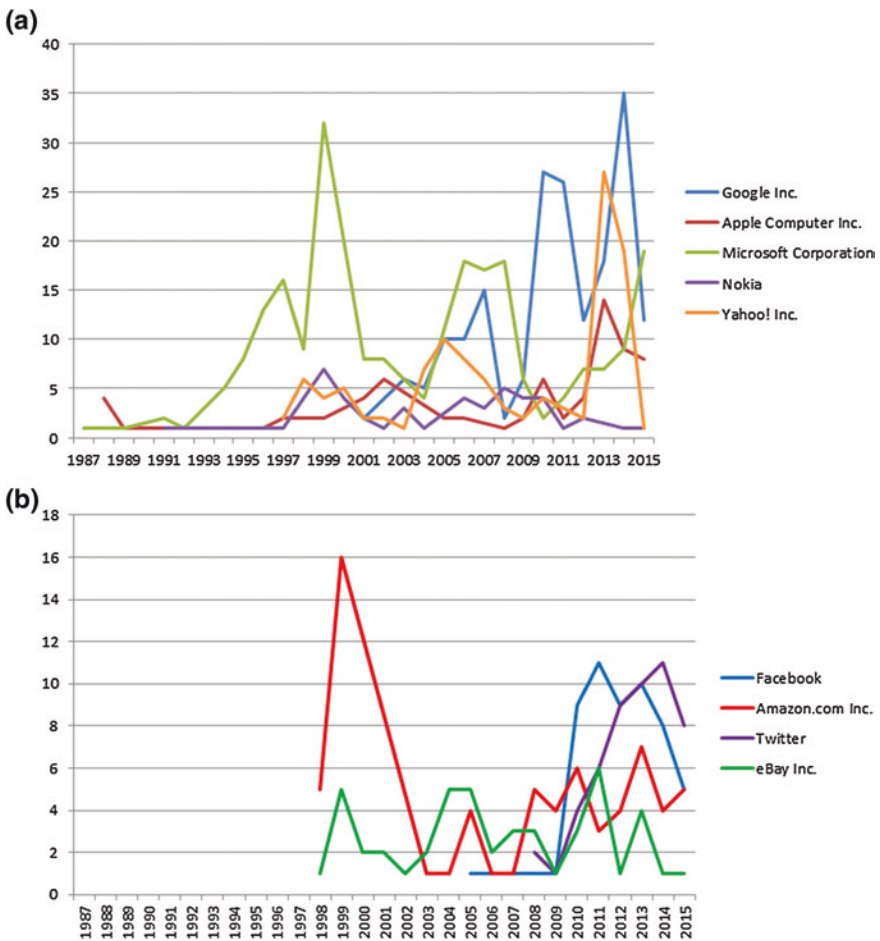 (a)
40
35
30
25
20
15
10
5
0
1987 1989 1991 1993 1995 1997 1999 2001 2003 2005 2007 2009 2011 2013 2015
Google Inc.
Apple Computer Inc.
Microsoft Corporation
Nokia
Yahoo! Inc.
(b)
18
16
14
12
10
8
6
4
2
0
1987 1988 1989 1990 1991 1992 1993 1994 1995 1996 1997 1998 1999 2000 2001 2002 2003 2004 2005 2006 2007 2008 2009 2010 2011 2012 2013 2014 2015
Facebook
Amazon.com Inc.
Twitter
eBay Inc.